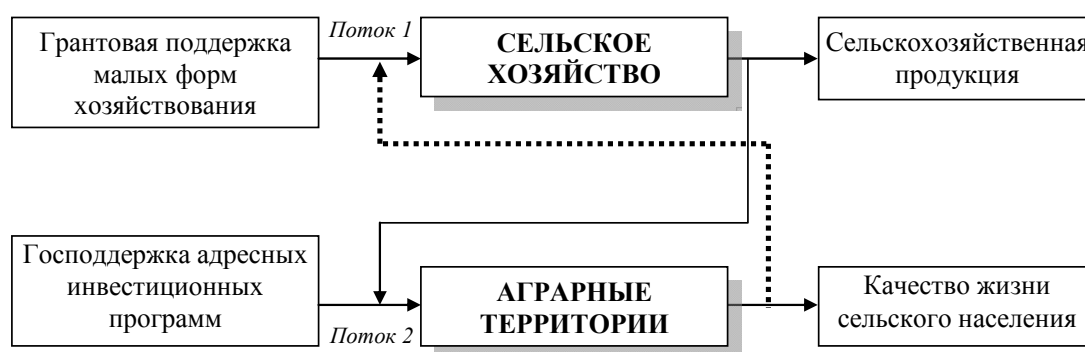 Грантовая поддержка
малых форм
хозяйствования
Поток 1
СЕЛЬСКОЕ
ХОЗЯЙСТВО
Сельскохозяйственная
продукция
Господдержка адресных
инвестиционных
программ
Поток 2
АГРАРНЫЕ
ТЕРРИТОРИИ
Качество жизни
сельского населения